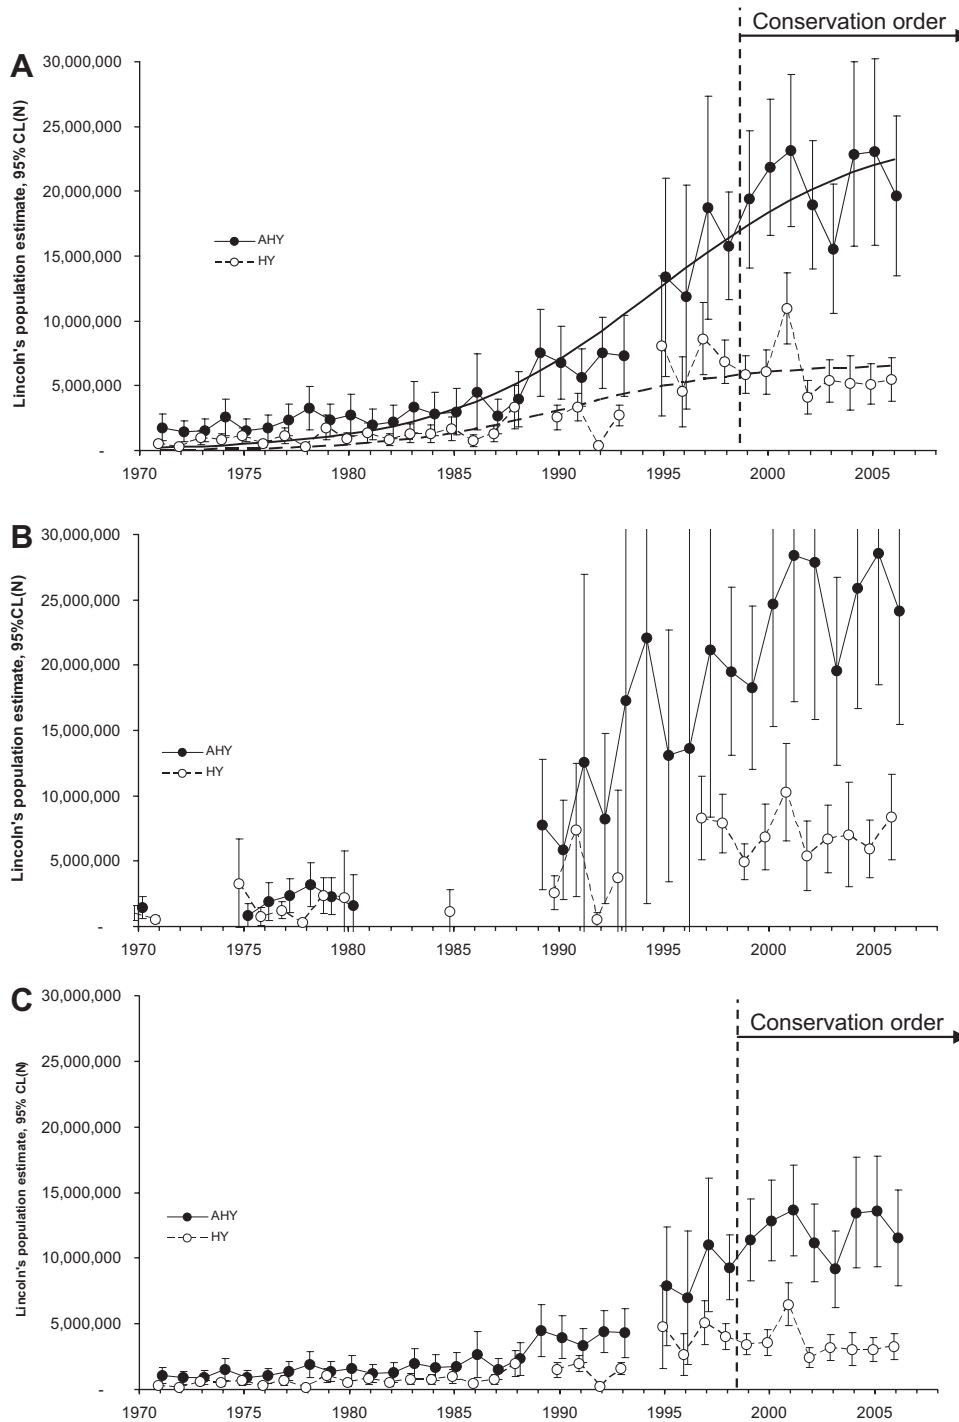 Conservation order
A
30,000,000
25,000,000
20,000,000
15,000,000
10,000,000
5,000,000
-
Lincoln's population estimate, 95% CL(N)
AHY
HY
1970 1975 1980 1985 1990 1995 2000 2005
B
30,000,000
25,000,000
20,000,000
15,000,000
10,000,000
5,000,000
-
Lincoln's population estimate, 95%CL(N)
AHY
HY
1970 1975 1980 1985 1990 1995 2000 2005
C
30,000,000
25,000,000
20,000,000
15,000,000
10,000,000
5,000,000
-
Lincoln's population estimate, 95% CL(N)
Conservation order
AHY
HY
1970 1975 1980 1985 1990 1995 2000 2005